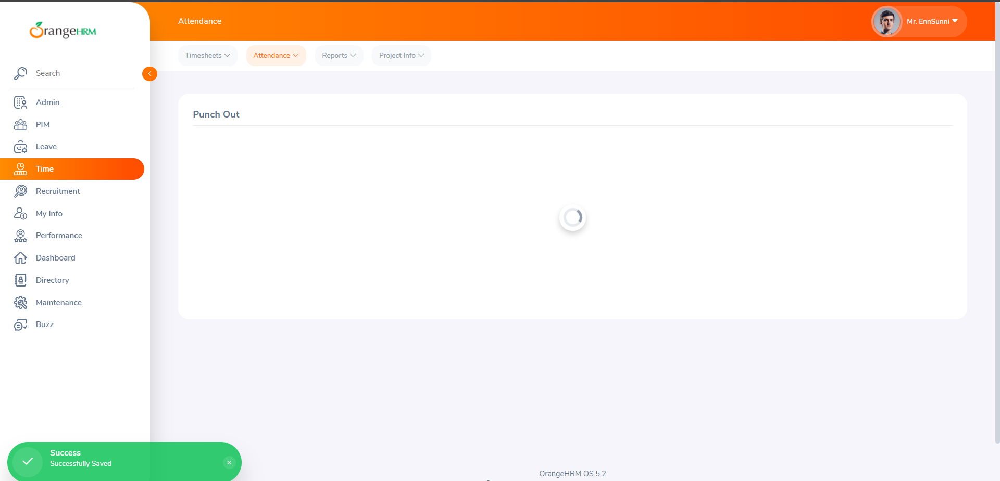 OrangeHRM
Attendance
Mr. EnnSunni
Timesheets
Attendance
Reports
Project Info
Search
Admin
PIM
Leave
Time
Recruitment
My Info
Performance
Dashboard
Directory
Maintenance
Buzz
Punch Out
Success
Successfully Saved
OrangeHRM OS 5.2